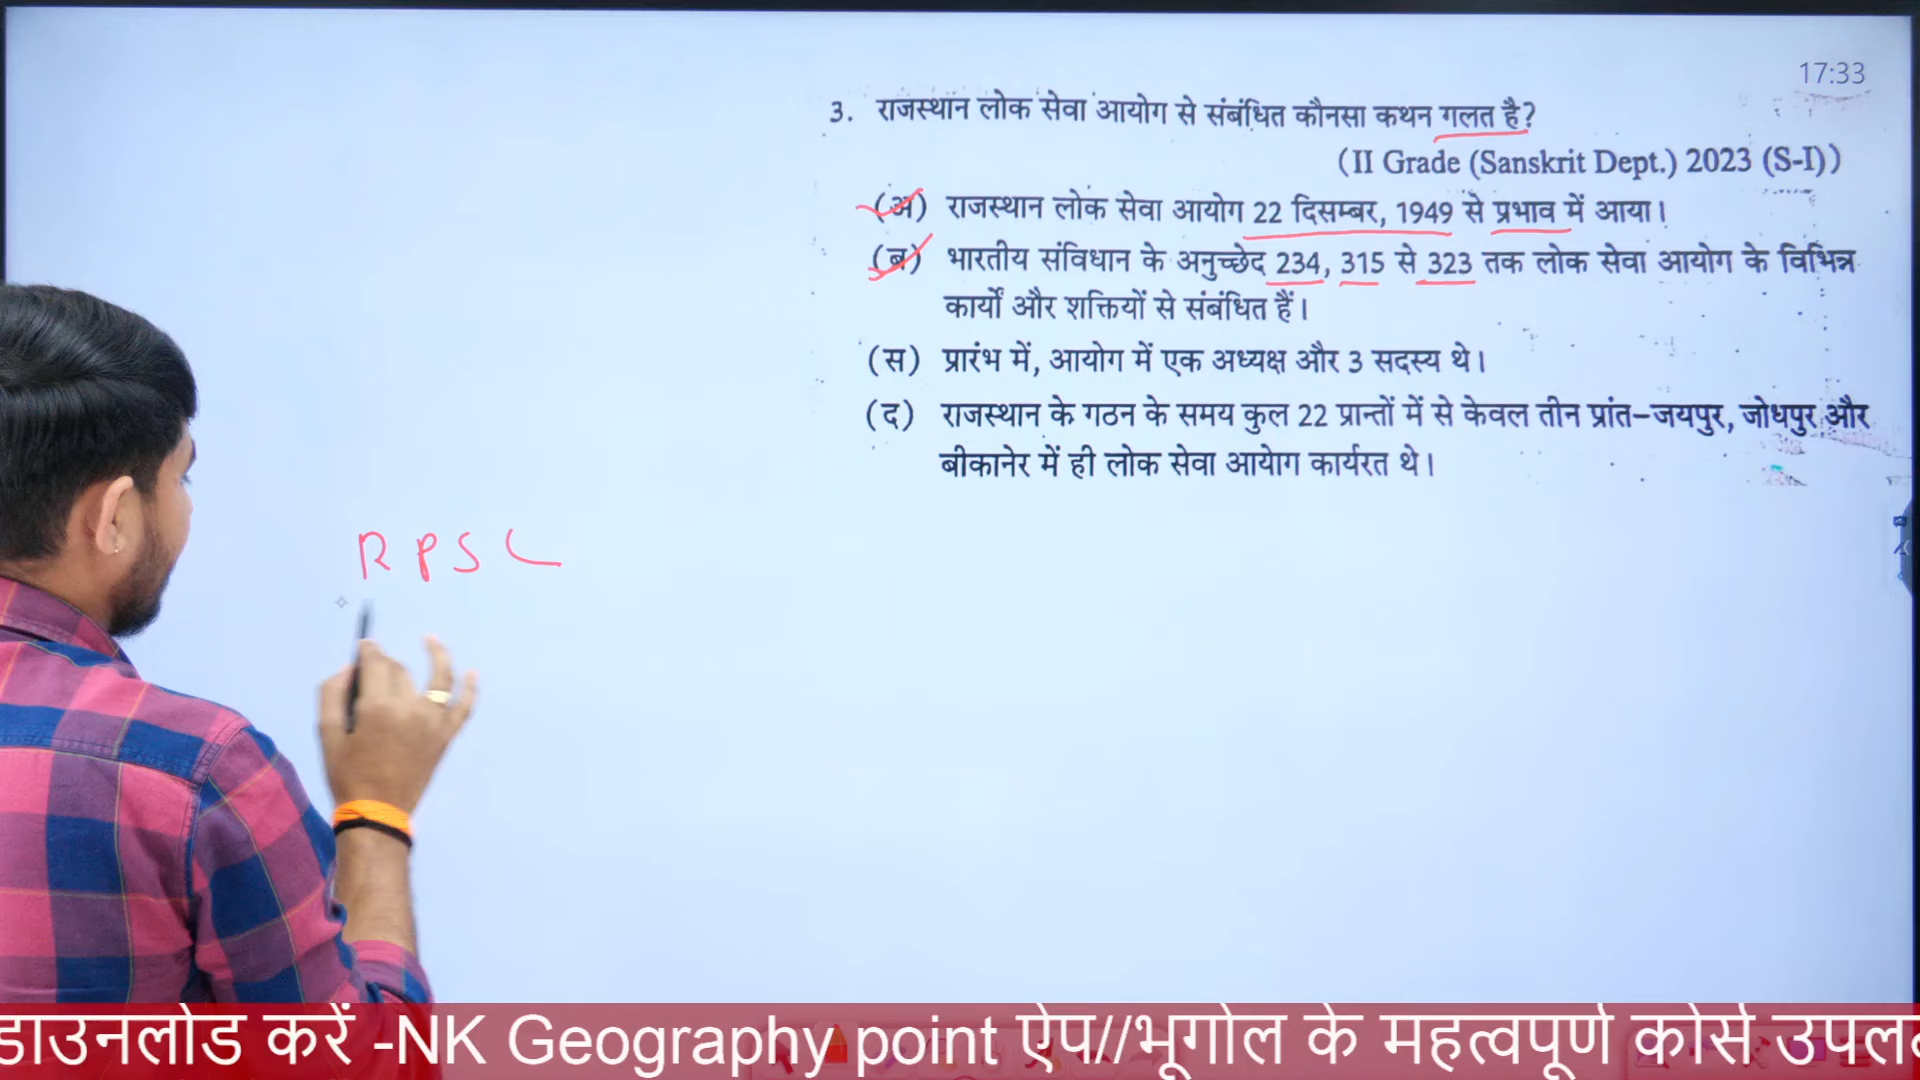 17:33
3. राजस्थान लोक सेवा आयोग से संबंधित कौनसा कथन गलत है?
(II Grade (Sanskrit Dept.) 2023 (S-I))
(अ) राजस्थान लोक सेवा आयोग 22 दिसम्बर, 1949 से प्रभाव में आया।
(ब) भारतीय संविधान के अनुच्छेद 234, 315 से 323 तक लोक सेवा आयोग के विभिन्न
कार्यों और शक्तियों से संबंधित हैं।
(स) प्रारंभ में, आयोग में एक अध्यक्ष और 3 सदस्य थे।
(द) राजस्थान के गठन के समय कुल 22 प्रान्तों में से केवल तीन प्रांत–जयपुर, जोधपुर और
बीकानेर में ही लोक सेवा आयोग कार्यरत थे।
RPSC
डाउनलोड करें -NK Geography point ऐप//भूगोल के महत्वपूर्ण कोर्स